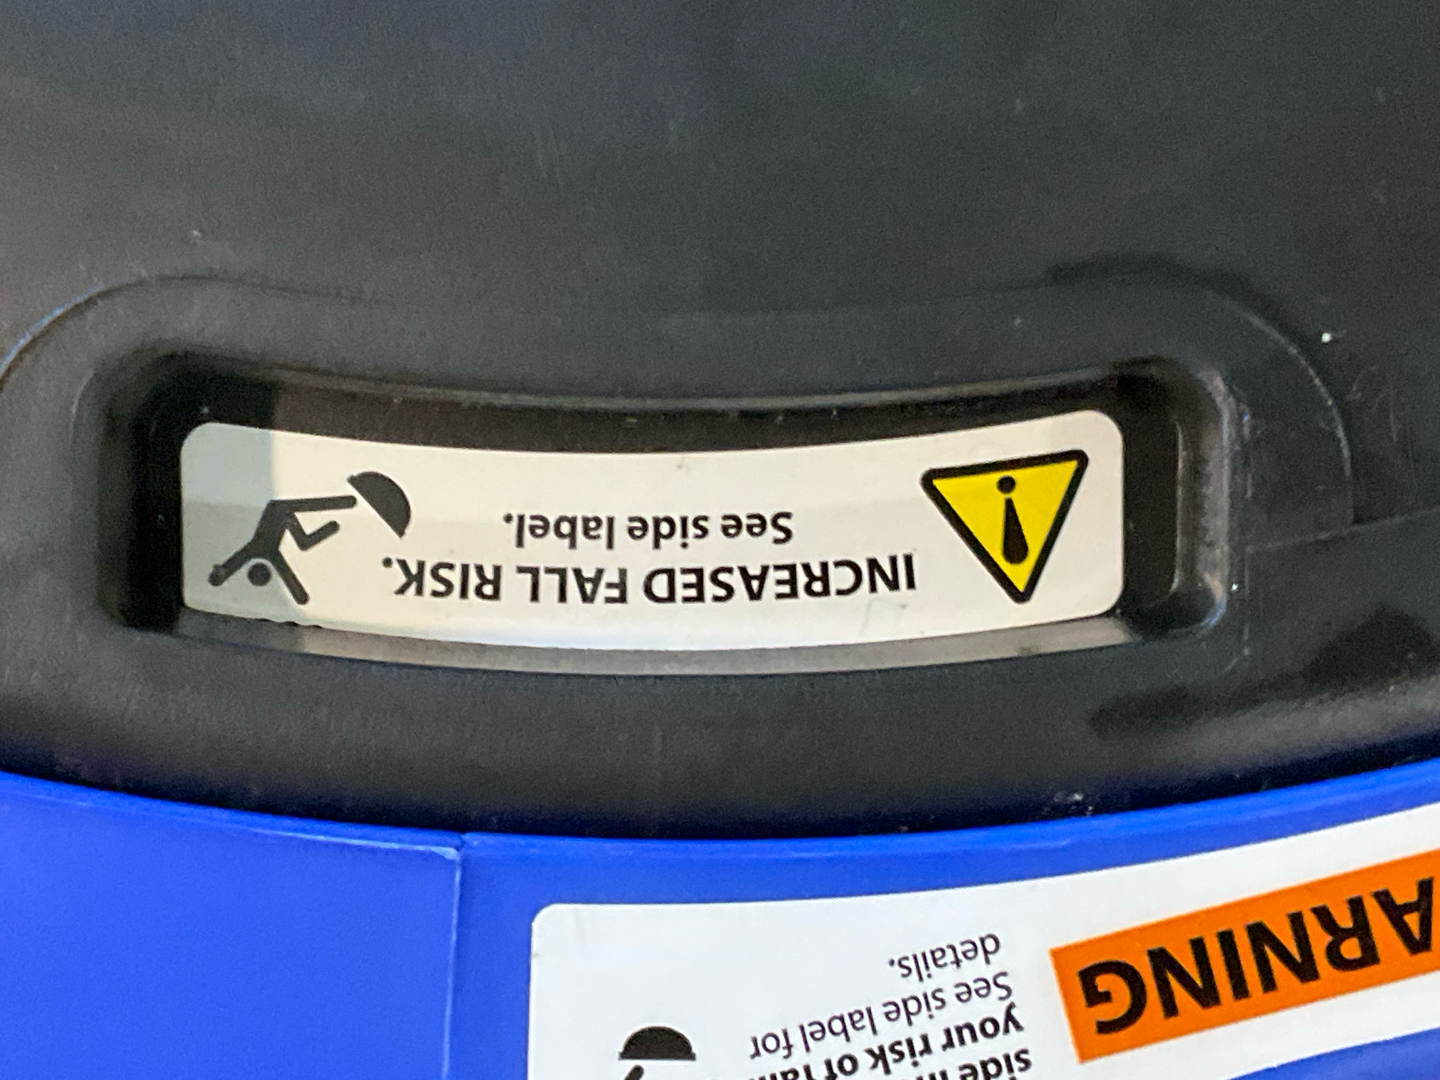 INCREASED FALL RISK.
See side label.
ARNING
side
your risk of
See side label for
details.